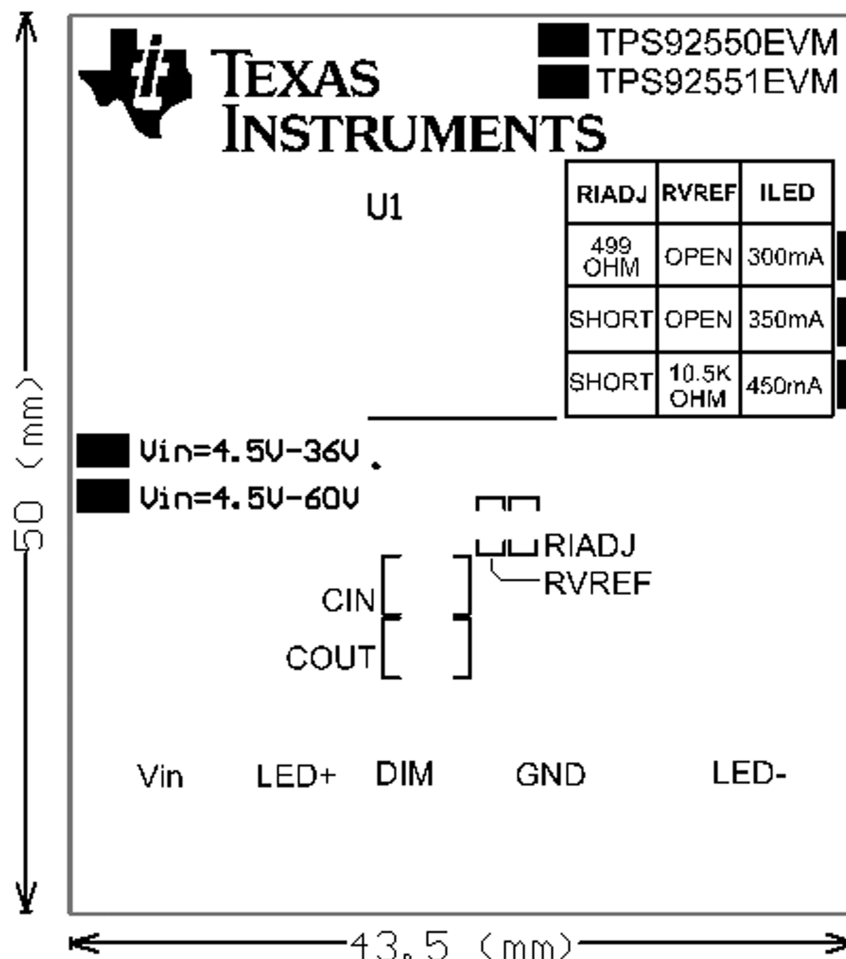 TPS92550EVM
TPS92551EVM
TEXAS
INSTRUMENTS
U1
RIADJ RVREF ILED
499 OHM OPEN 300mA
SHORT OPEN 350mA
SHORT 10.5K OHM 450mA
Vin=4.5V-36V
Vin=4.5V-60V
RIADJ
RVREF
CIN
COUT
Vin LED+ DIM GND LED-
50 (mm)
43.5 (mm)